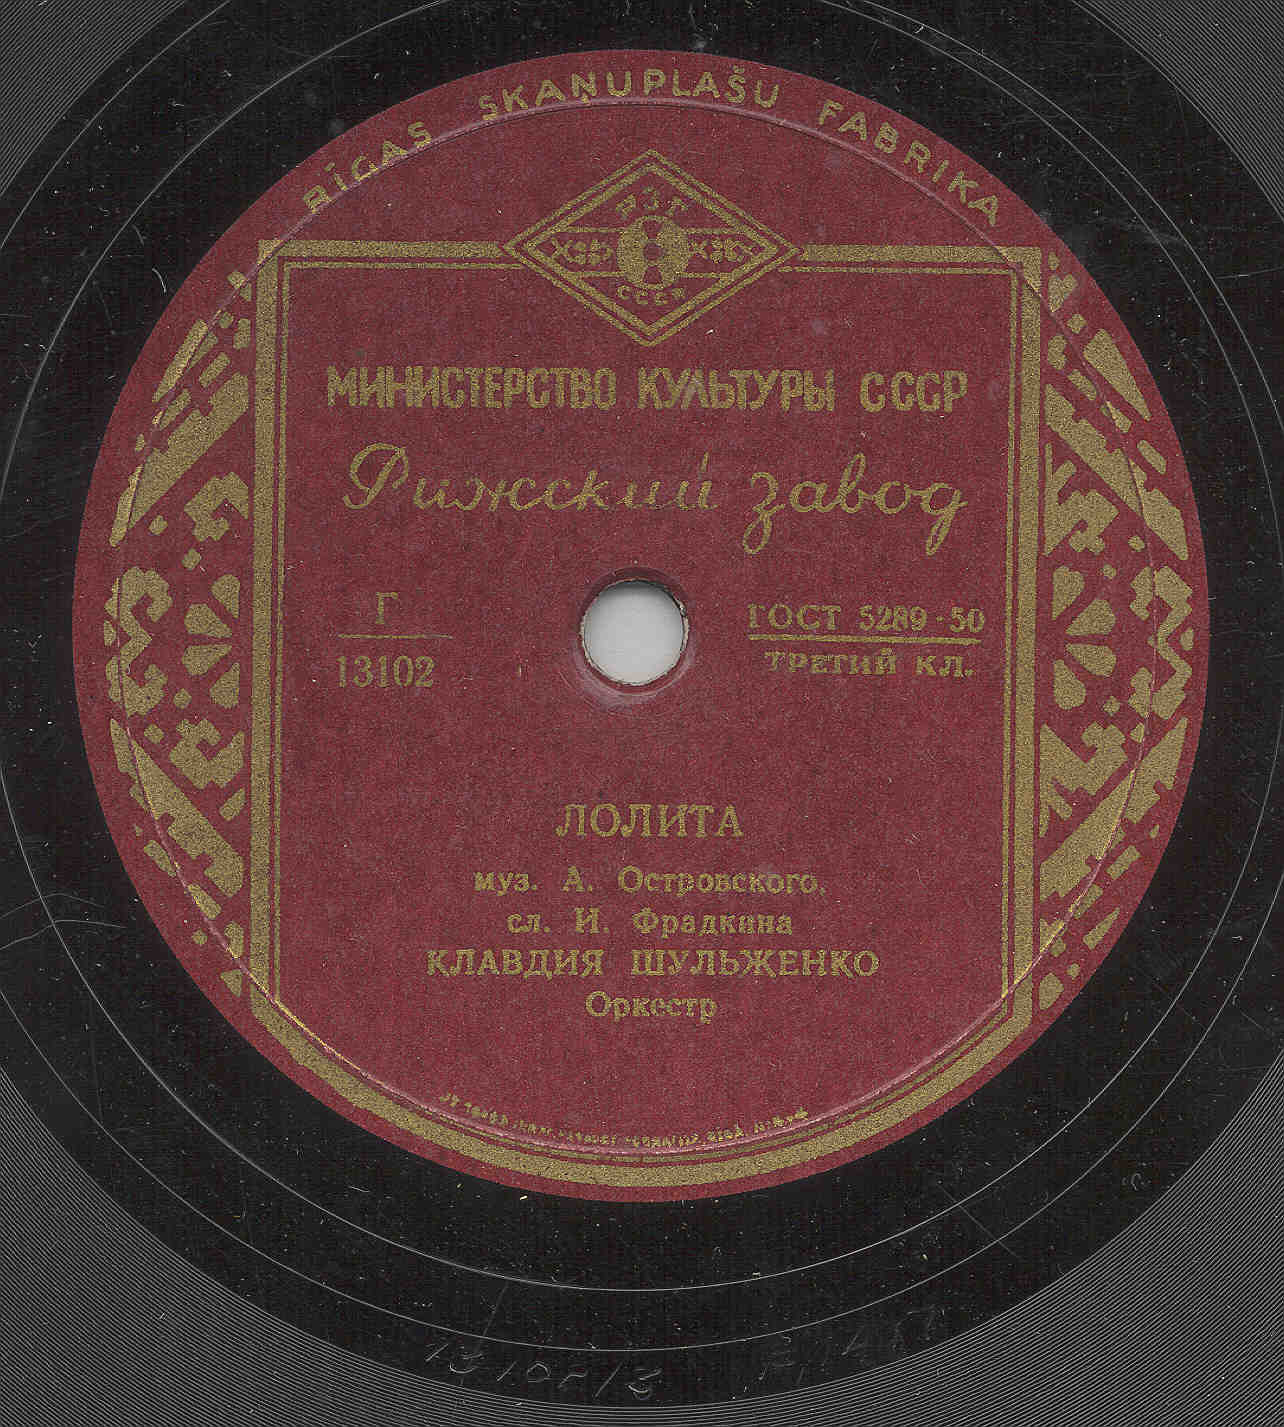 RĪGAS SKAŅUPLAŠU FABRIKA
РЗГ
СССР
МИНИСТЕРСТВО КУЛЬТУРЫ СССР
Рижский завод
Г
13102
ГОСТ 5289-50
ТРЕТИЙ КЛ.
ЛОЛИТА
муз. А. Островского,
сл. И. Фрадкина
КЛАВДИЯ ШУЛЬЖЕНКО
Оркестр